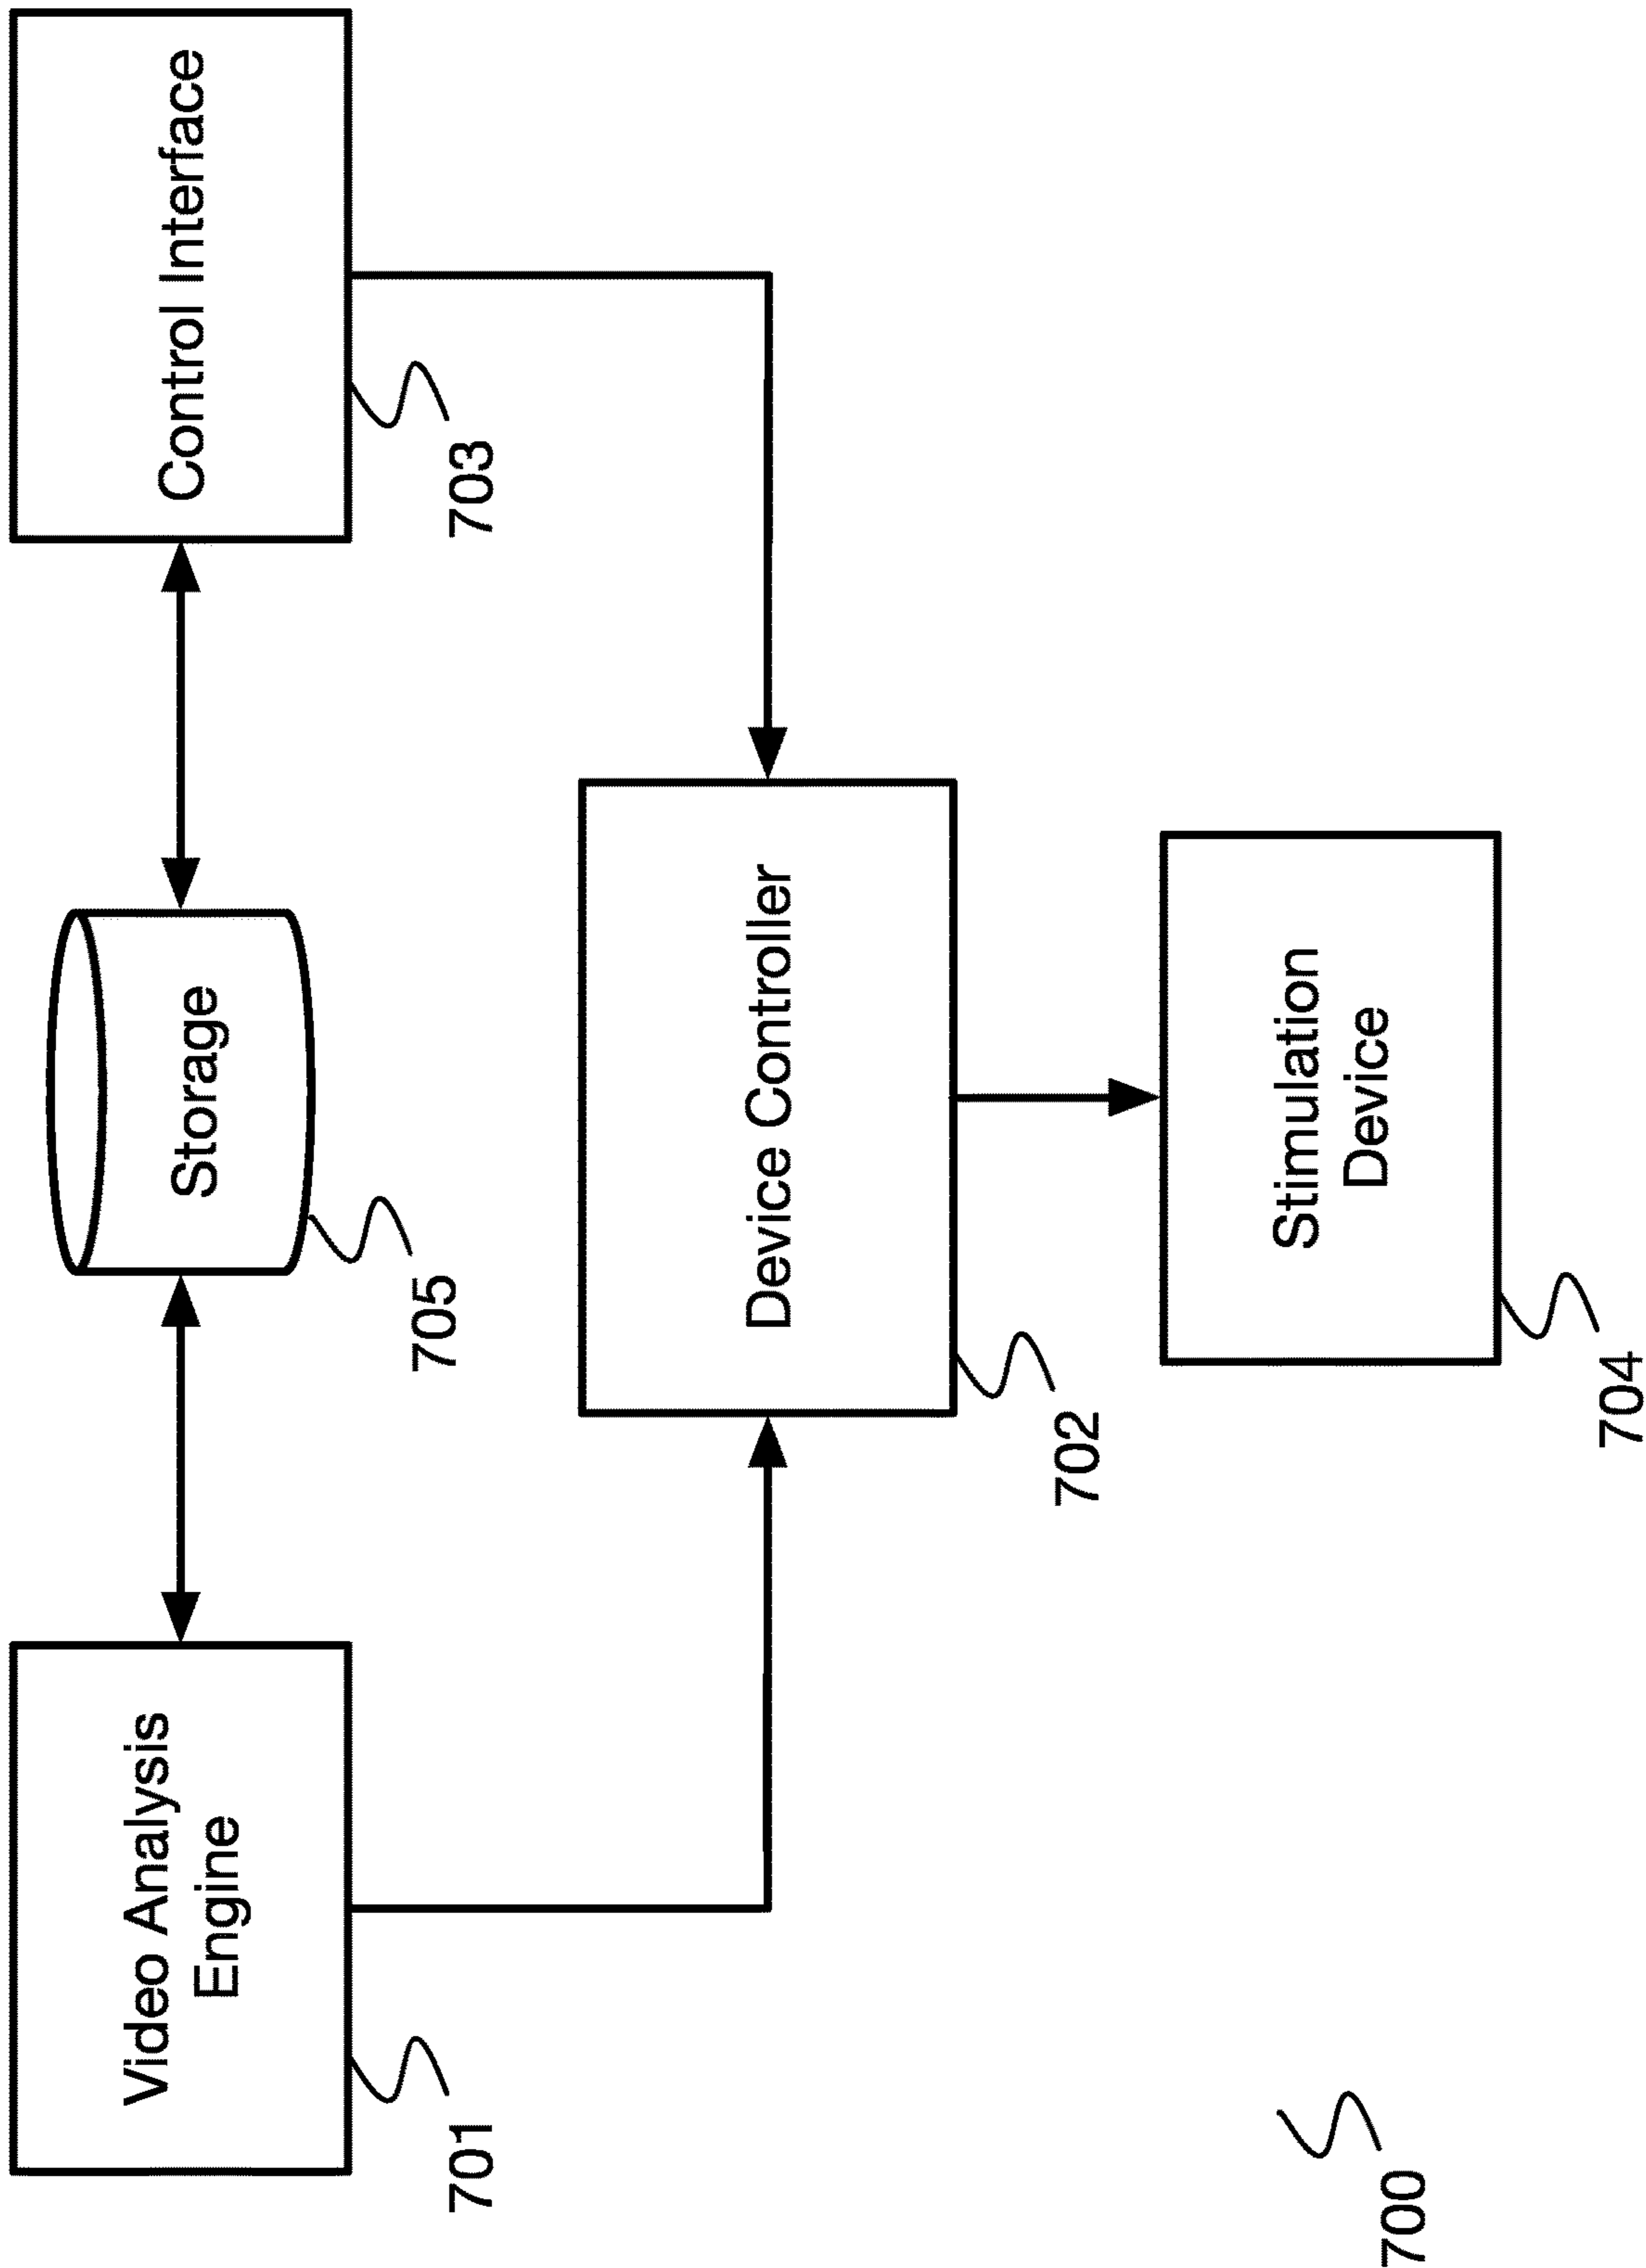 Video Analysis
Engine
701
Storage
705
Control Interface
703
Device Controller
702
Stimulation
Device
704
700